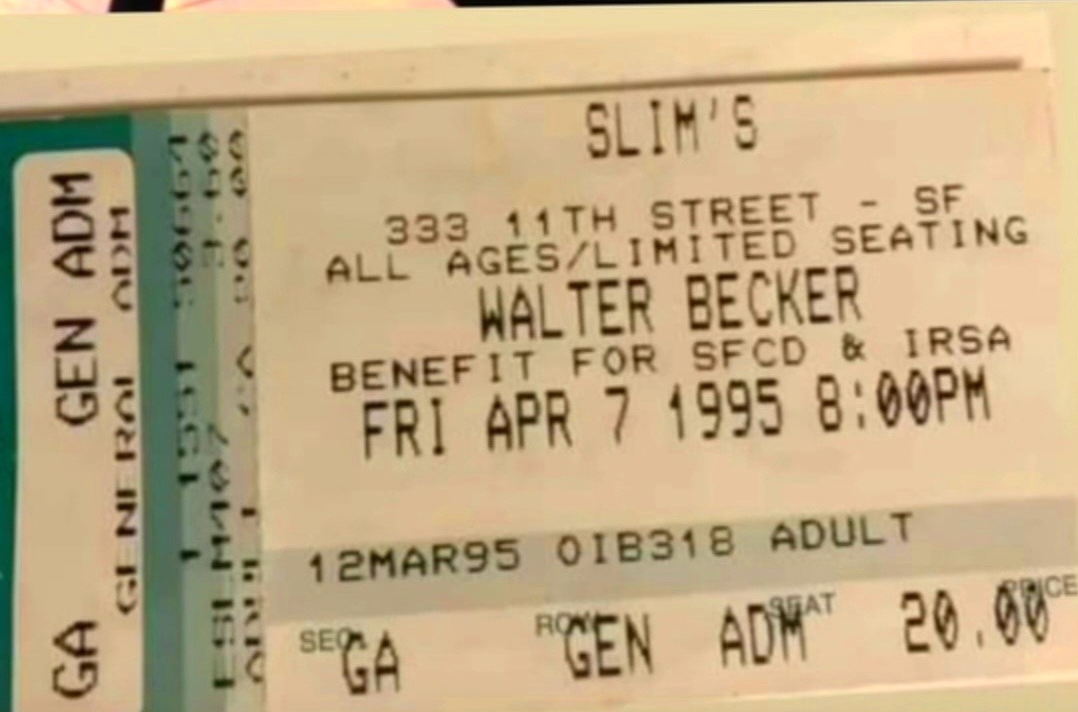 SLIM'S
333 11TH STREET - SF
ALL AGES/LIMITED SEATING
WALTER BECKER
BENEFIT FOR SFCD & IRSA
FRI APR 7 1995 8:00PM
12MAR95 OIB318 ADULT
SEC. ROW SEAT PRICE
GA GEN ADM 20.00
GA GEN ADM
GENERAL ADM